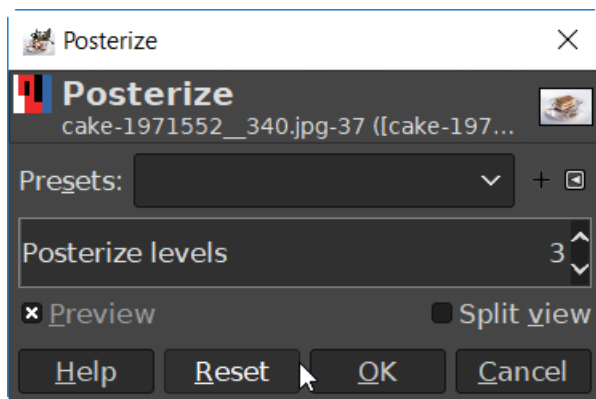 Posterize
Posterize
cake-1971552__340.jpg-37 ([cake-197...
Presets:
Posterize levels 3
Preview Split view
Help Reset OK Cancel